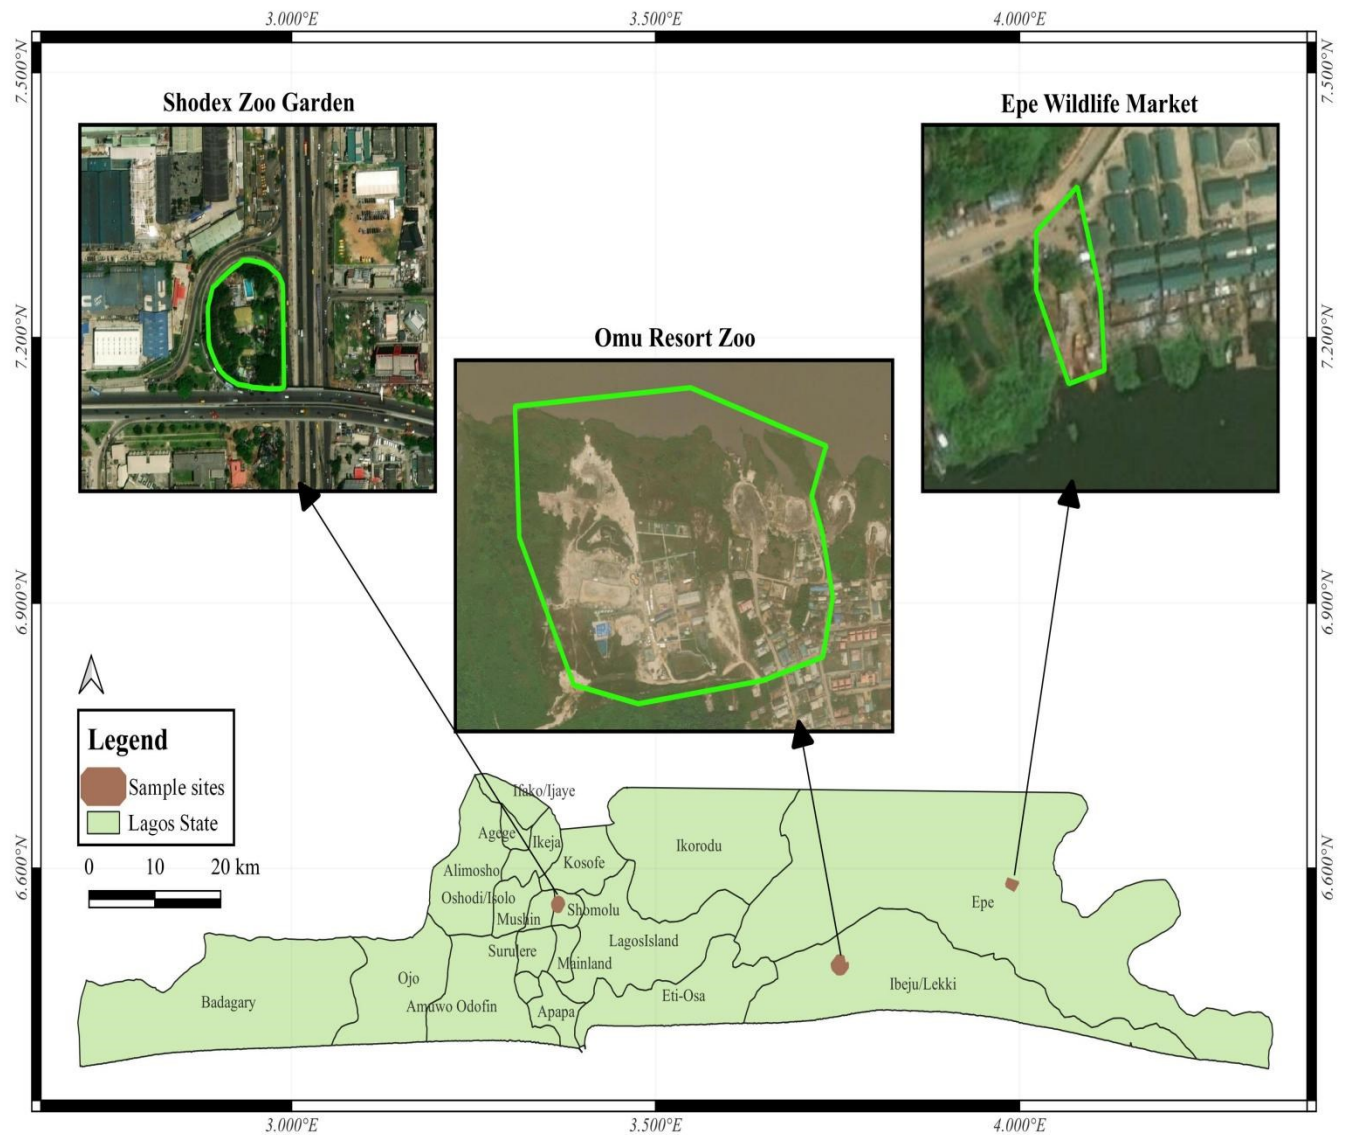 3.000°E 3.500°E 4.000°E
7.500°N 7.500°N
Shodex Zoo Garden
Epe Wildlife Market
7.200°N 7.200°N
Omu Resort Zoo
6.900°N 6.900°N
Legend
Sample sites
Lagos State
0 10 20 km
Ifako/Ijaye
Agege
Ikeja
Kosofe
Ikorodu
6.600°N 6.600°N
Alimosho
Oshodi/Isolo
Mushin
Shomolu
Epe
Surulere
LagosIsland
Mainland
Ojo
Eti-Osa
Ibeju/Lekki
Badagary
Amuwo Odofin
Apapa
3.000°E 3.500°E 4.000°E